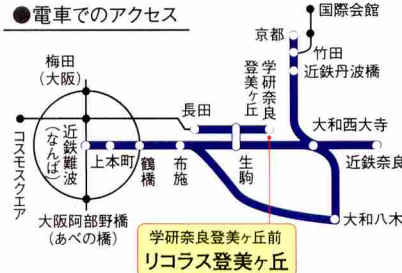 ●電車でのアクセス
国際会館
京都
竹田
近鉄丹波橋
梅田
(大阪)
コスモスクエア
長田
学研奈良
登美ヶ丘
近鉄難波
(なんば)
上本町
鶴橋
布施
生駒
大和西大寺
近鉄奈良
大和八木
大阪阿部野橋
(あべの橋)
学研奈良登美ヶ丘前
リコラス登美ヶ丘